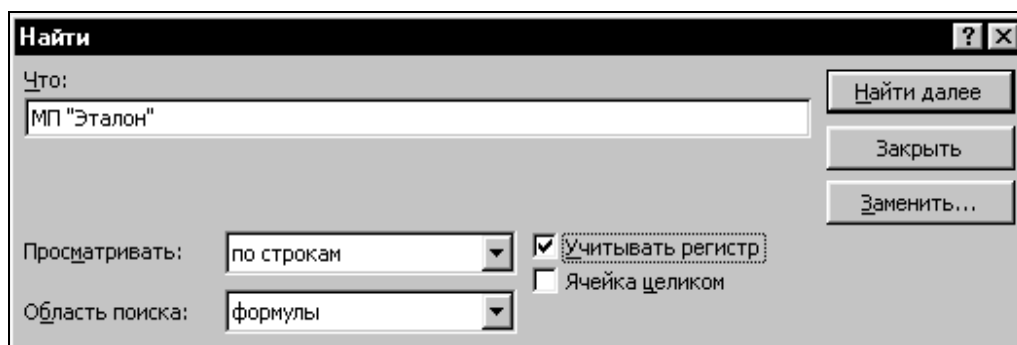 Найти
Что:
МП "Эталон"
Найти далее
Закрыть
Заменить...
Просматривать:
по строкам
Учитывать регистр
Ячейка целиком
Область поиска:
формулы